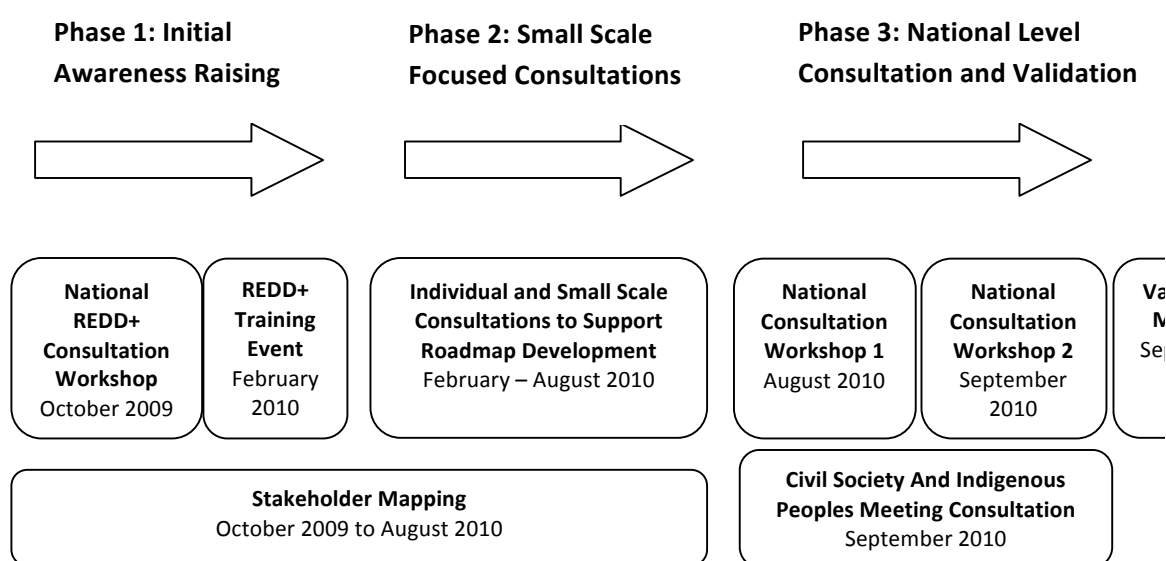 Phase 1: Initial
Awareness Raising
Phase 2: Small Scale
Focused Consultations
Phase 3: National Level
Consultation and Validation
National
REDD+
Consultation
Workshop
October 2009
REDD+
Training
Event
February
2010
Individual and Small Scale
Consultations to Support
Roadmap Development
February – August 2010
National
Consultation
Workshop 1
August 2010
National
Consultation
Workshop 2
September
2010
Stakeholder Mapping
October 2009 to August 2010
Civil Society And Indigenous
Peoples Meeting Consultation
September 2010